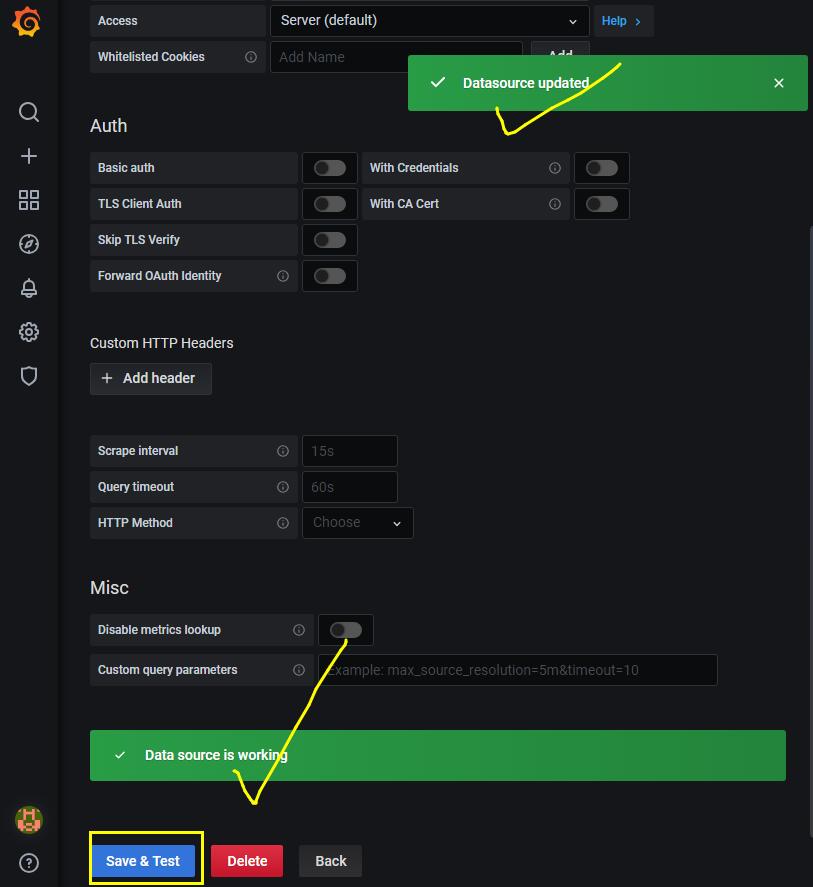 Access Server (default) Help
Whitelisted Cookies Add Name Add
Datasource updated
Auth
Basic auth With Credentials
TLS Client Auth With CA Cert
Skip TLS Verify
Forward OAuth Identity
Custom HTTP Headers
+ Add header
Scrape interval 15s
Query timeout 60s
HTTP Method Choose
Misc
Disable metrics lookup
Custom query parameters Example: max_source_resolution=5m&timeout=10
Data source is working
Save & Test Delete Back